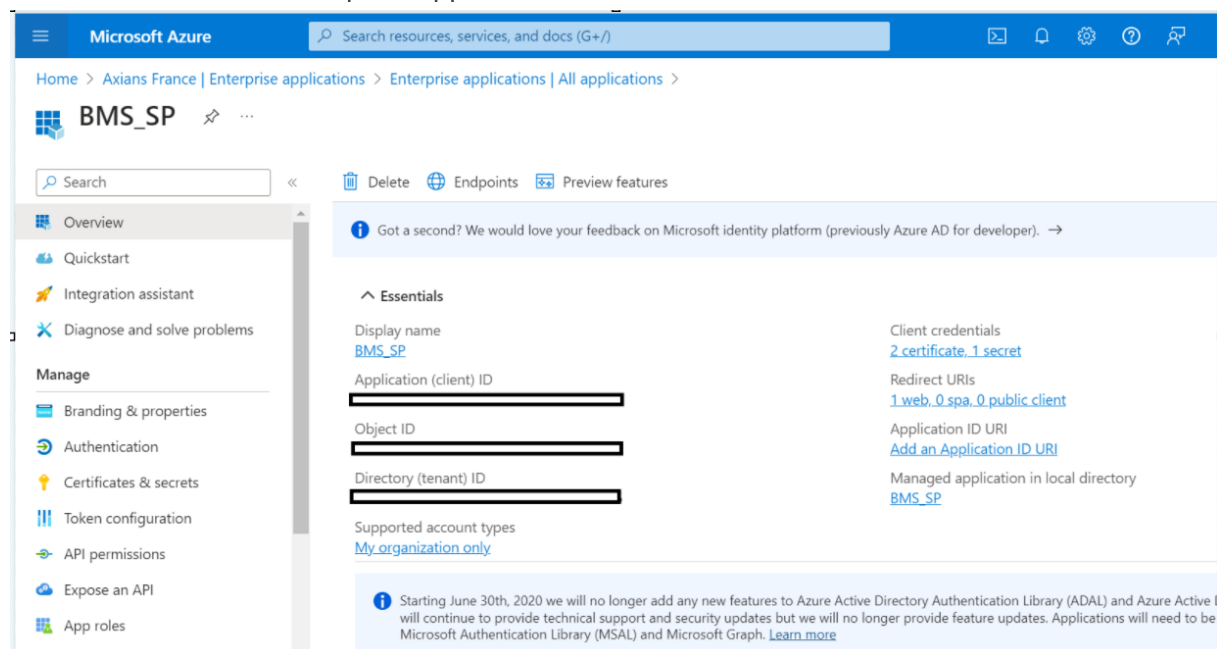 Microsoft Azure
Search resources, services, and docs (G+/)
Home > Axians France | Enterprise applications > Enterprise applications | All applications >
BMS_SP
Search
Delete
Endpoints
Preview features
Overview
Got a second? We would love your feedback on Microsoft identity platform (previously Azure AD for developer). →
Quickstart
Integration assistant
Diagnose and solve problems
Manage
Branding & properties
Authentication
Certificates & secrets
Token configuration
API permissions
Expose an API
App roles
Essentials
Display name
BMS_SP
Application (client) ID
Object ID
Directory (tenant) ID
Supported account types
My organization only
Client credentials
2 certificate, 1 secret
Redirect URIs
1 web, 0 spa, 0 public client
Application ID URI
Add an Application ID URI
Managed application in local directory
BMS_SP
Starting June 30th, 2020 we will no longer add any new features to Azure Active Directory Authentication Library (ADAL) and Azure Active
will continue to provide technical support and security updates but we will no longer provide feature updates. Applications will need to be
Microsoft Authentication Library (MSAL) and Microsoft Graph. Learn more